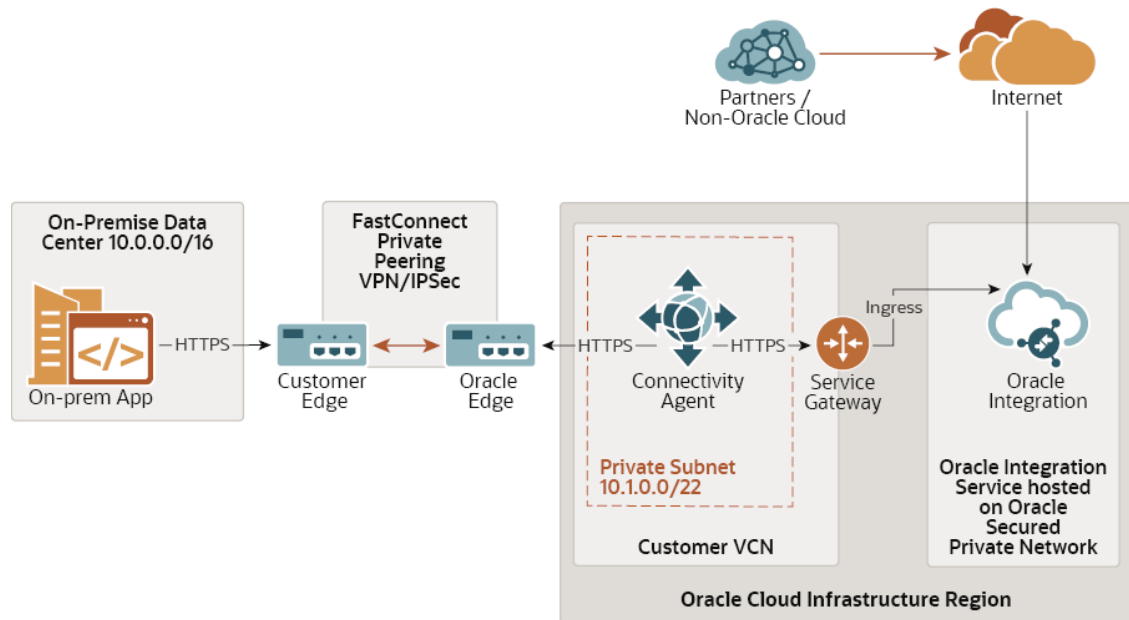 Partners /
Non-Oracle Cloud
Internet
On-Premise Data
Center 10.0.0.0/16
HTTPS
On-prem App
FastConnect
Private
Peering
VPN/IPSec
Customer
Edge
Oracle
Edge
HTTPS
HTTPS
Connectivity
Agent
Private Subnet
10.1.0.0/22
Customer VCN
Service
Gateway
Ingress
Oracle
Integration
Oracle Integration
Service hosted
on Oracle
Secured
Private Network
Oracle Cloud Infrastructure Region